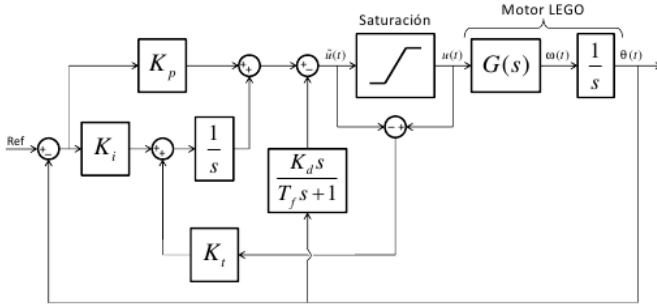 Saturación
Motor LEGO
K_p
ũ(t)
u(t)
G(s)
ω(t)
1/s
θ(t)
+ +
+ −
Ref
+ −
K_i
+ +
1/s
− +
K_d s / T_f s + 1
K_t